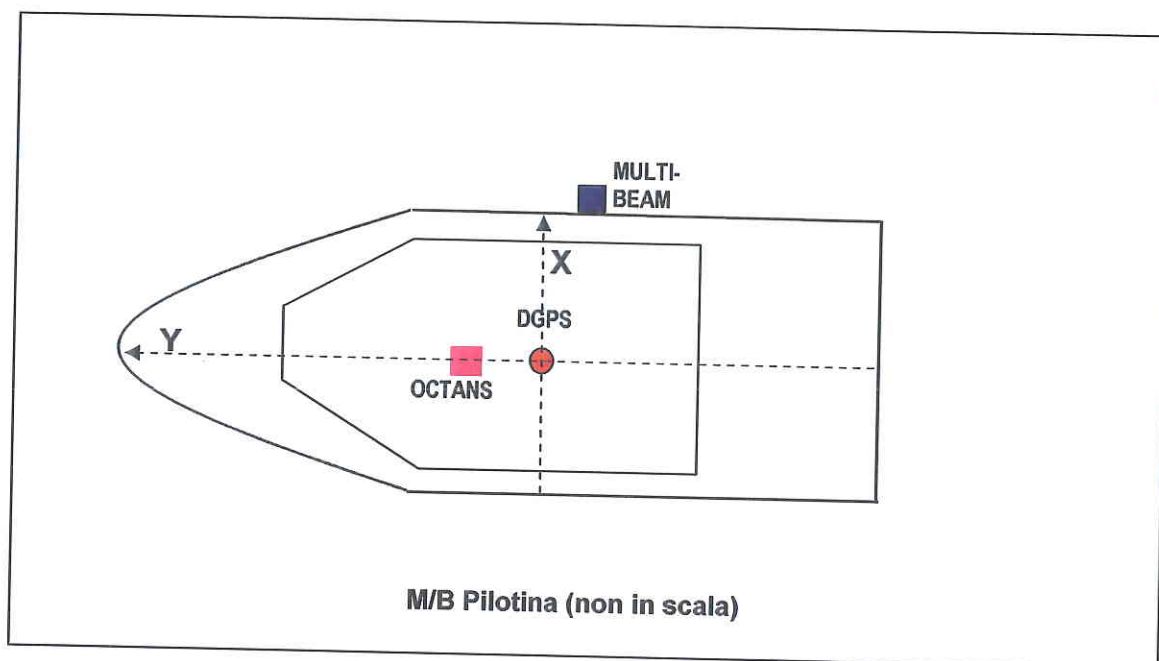 MULTI-
BEAM
X
DGPS
Y
OCTANS
M/B Pilotina (non in scala)